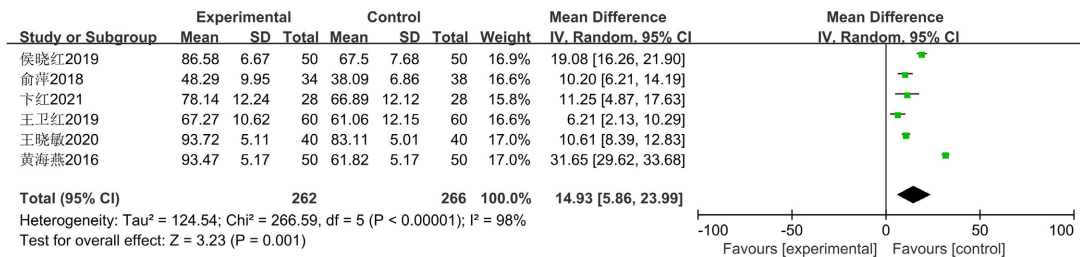 Experimental Control Mean Difference Mean Difference
Study or Subgroup Mean SD Total Mean SD Total Weight IV, Random, 95% CI IV, Random, 95% CI
侯晓红2019 86.58 6.67 50 67.5 7.68 50 16.9% 19.08 [16.26, 21.90]
俞萍2018 48.29 9.95 34 38.09 6.86 38 16.6% 10.20 [6.21, 14.19]
卞红2021 78.14 12.24 28 66.89 12.12 28 15.8% 11.25 [4.87, 17.63]
王卫红2019 67.27 10.62 60 61.06 12.15 60 16.6% 6.21 [2.13, 10.29]
王晓敏2020 93.72 5.11 40 83.11 5.01 40 17.0% 10.61 [8.39, 12.83]
黄海燕2016 93.47 5.17 50 61.82 5.17 50 17.0% 31.65 [29.62, 33.68]
Total (95% CI) 262 266 100.0% 14.93 [5.86, 23.99]
Heterogeneity: Tau² = 124.54; Chi² = 266.59, df = 5 (P < 0.00001); I² = 98%
Test for overall effect: Z = 3.23 (P = 0.001)
-100 -50 0 50 100
Favours [experimental] Favours [control]